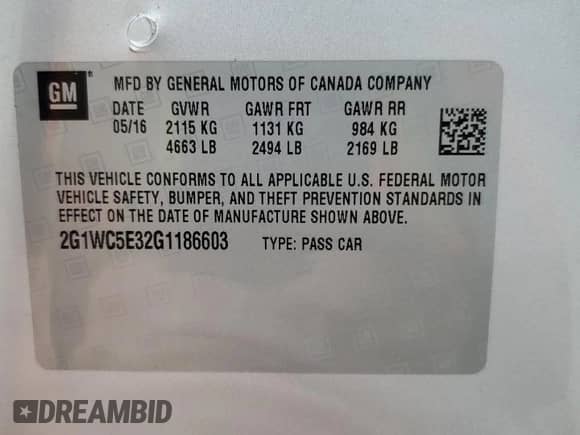 GM
MFD BY GENERAL MOTORS OF CANADA COMPANY
DATE GVWR GAWR FRT GAWR RR
05/16 2115 KG 1131 KG 984 KG
4663 LB 2494 LB 2169 LB
THIS VEHICLE CONFORMS TO ALL APPLICABLE U.S. FEDERAL MOTOR
VEHICLE SAFETY, BUMPER, AND THEFT PREVENTION STANDARDS IN
EFFECT ON THE DATE OF MANUFACTURE SHOWN ABOVE.
2G1WC5E32G1186603 TYPE: PASS CAR
DREAMBID